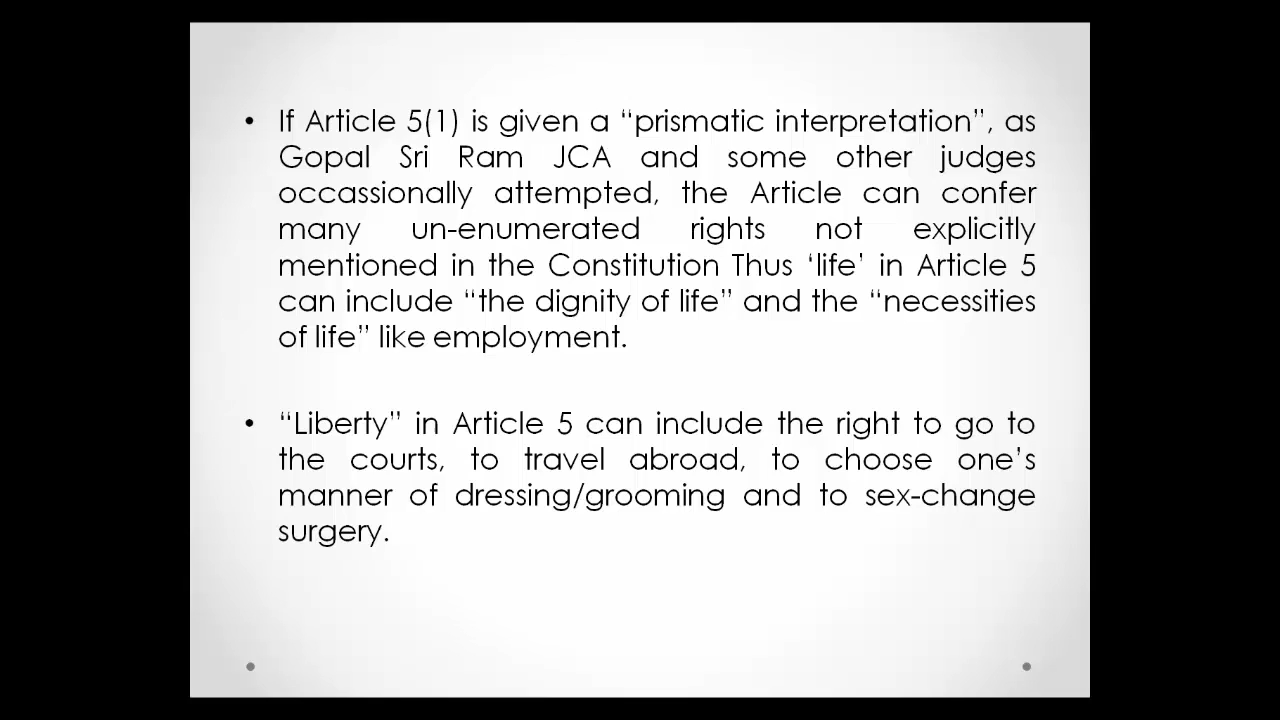 • If Article 5(1) is given a “prismatic interpretation”, as
Gopal Sri Ram JCA and some other judges
occassionally attempted, the Article can confer
many un-enumerated rights not explicitly
mentioned in the Constitution Thus ‘life’ in Article 5
can include “the dignity of life” and the “necessities
of life” like employment.
• “Liberty” in Article 5 can include the right to go to
the courts, to travel abroad, to choose one’s
manner of dressing/grooming and to sex-change
surgery.